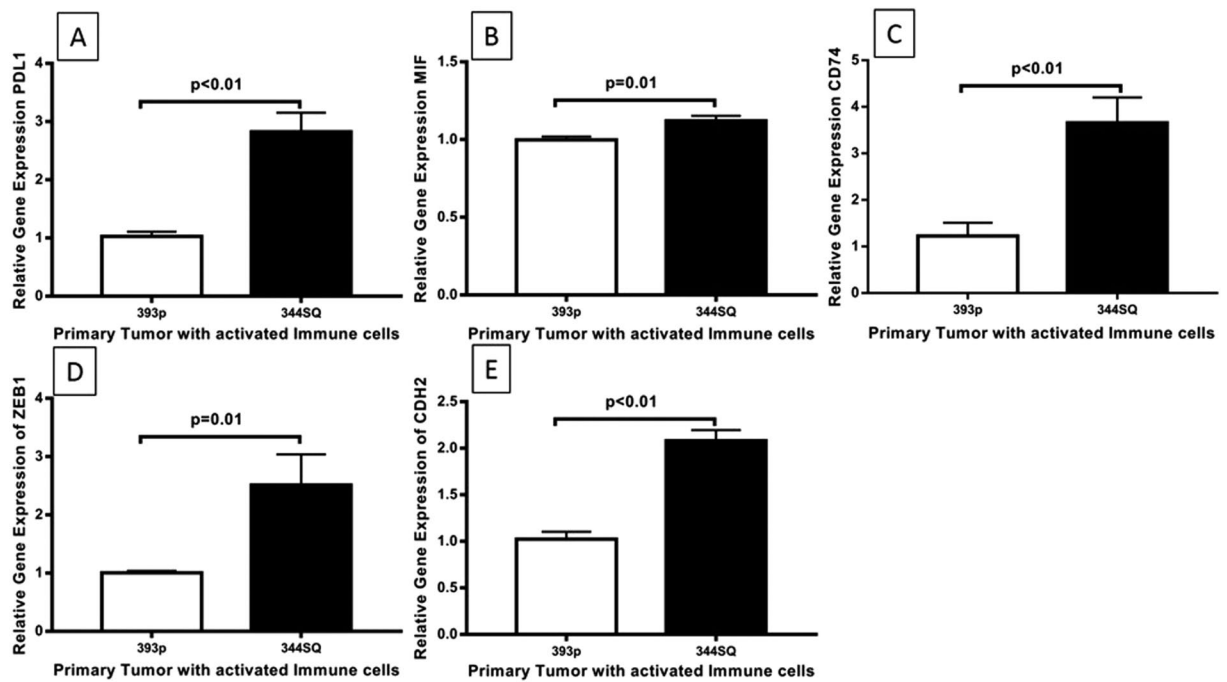 A
Relative Gene Expression PDL1
4
3
2
1
0
p<0.01
393p
344SQ
Primary Tumor with activated Immune cells
B
Relative Gene Expression MIF
1.5
1.0
0.5
0.0
p=0.01
393p
344SQ
Primary Tumor with activated Immune cells
C
Relative Gene Expression CD74
5
4
3
2
1
0
p<0.01
393p
344SQ
Primary Tumor with activated Immune cells
D
Relative Gene Expression of ZEB1
4
3
2
1
0
p=0.01
393p
344SQ
Primary Tumor with activated Immune cells
E
Relative Gene Expression of CDH2
2.5
2.0
1.5
1.0
0.5
0.0
p<0.01
393p
344SQ
Primary Tumor with activated Immune cells